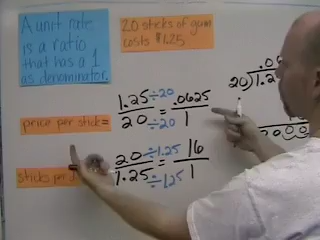 A unit rate
is a ratio
that has a 1
as denominator.
20 sticks of gum
costs $1.25.
price per stick=
1.25 ÷20 = .0625
20 ÷20 1
sticks per
20 ÷1.25 = 16
1.25 ÷1.25 1
20)1.2